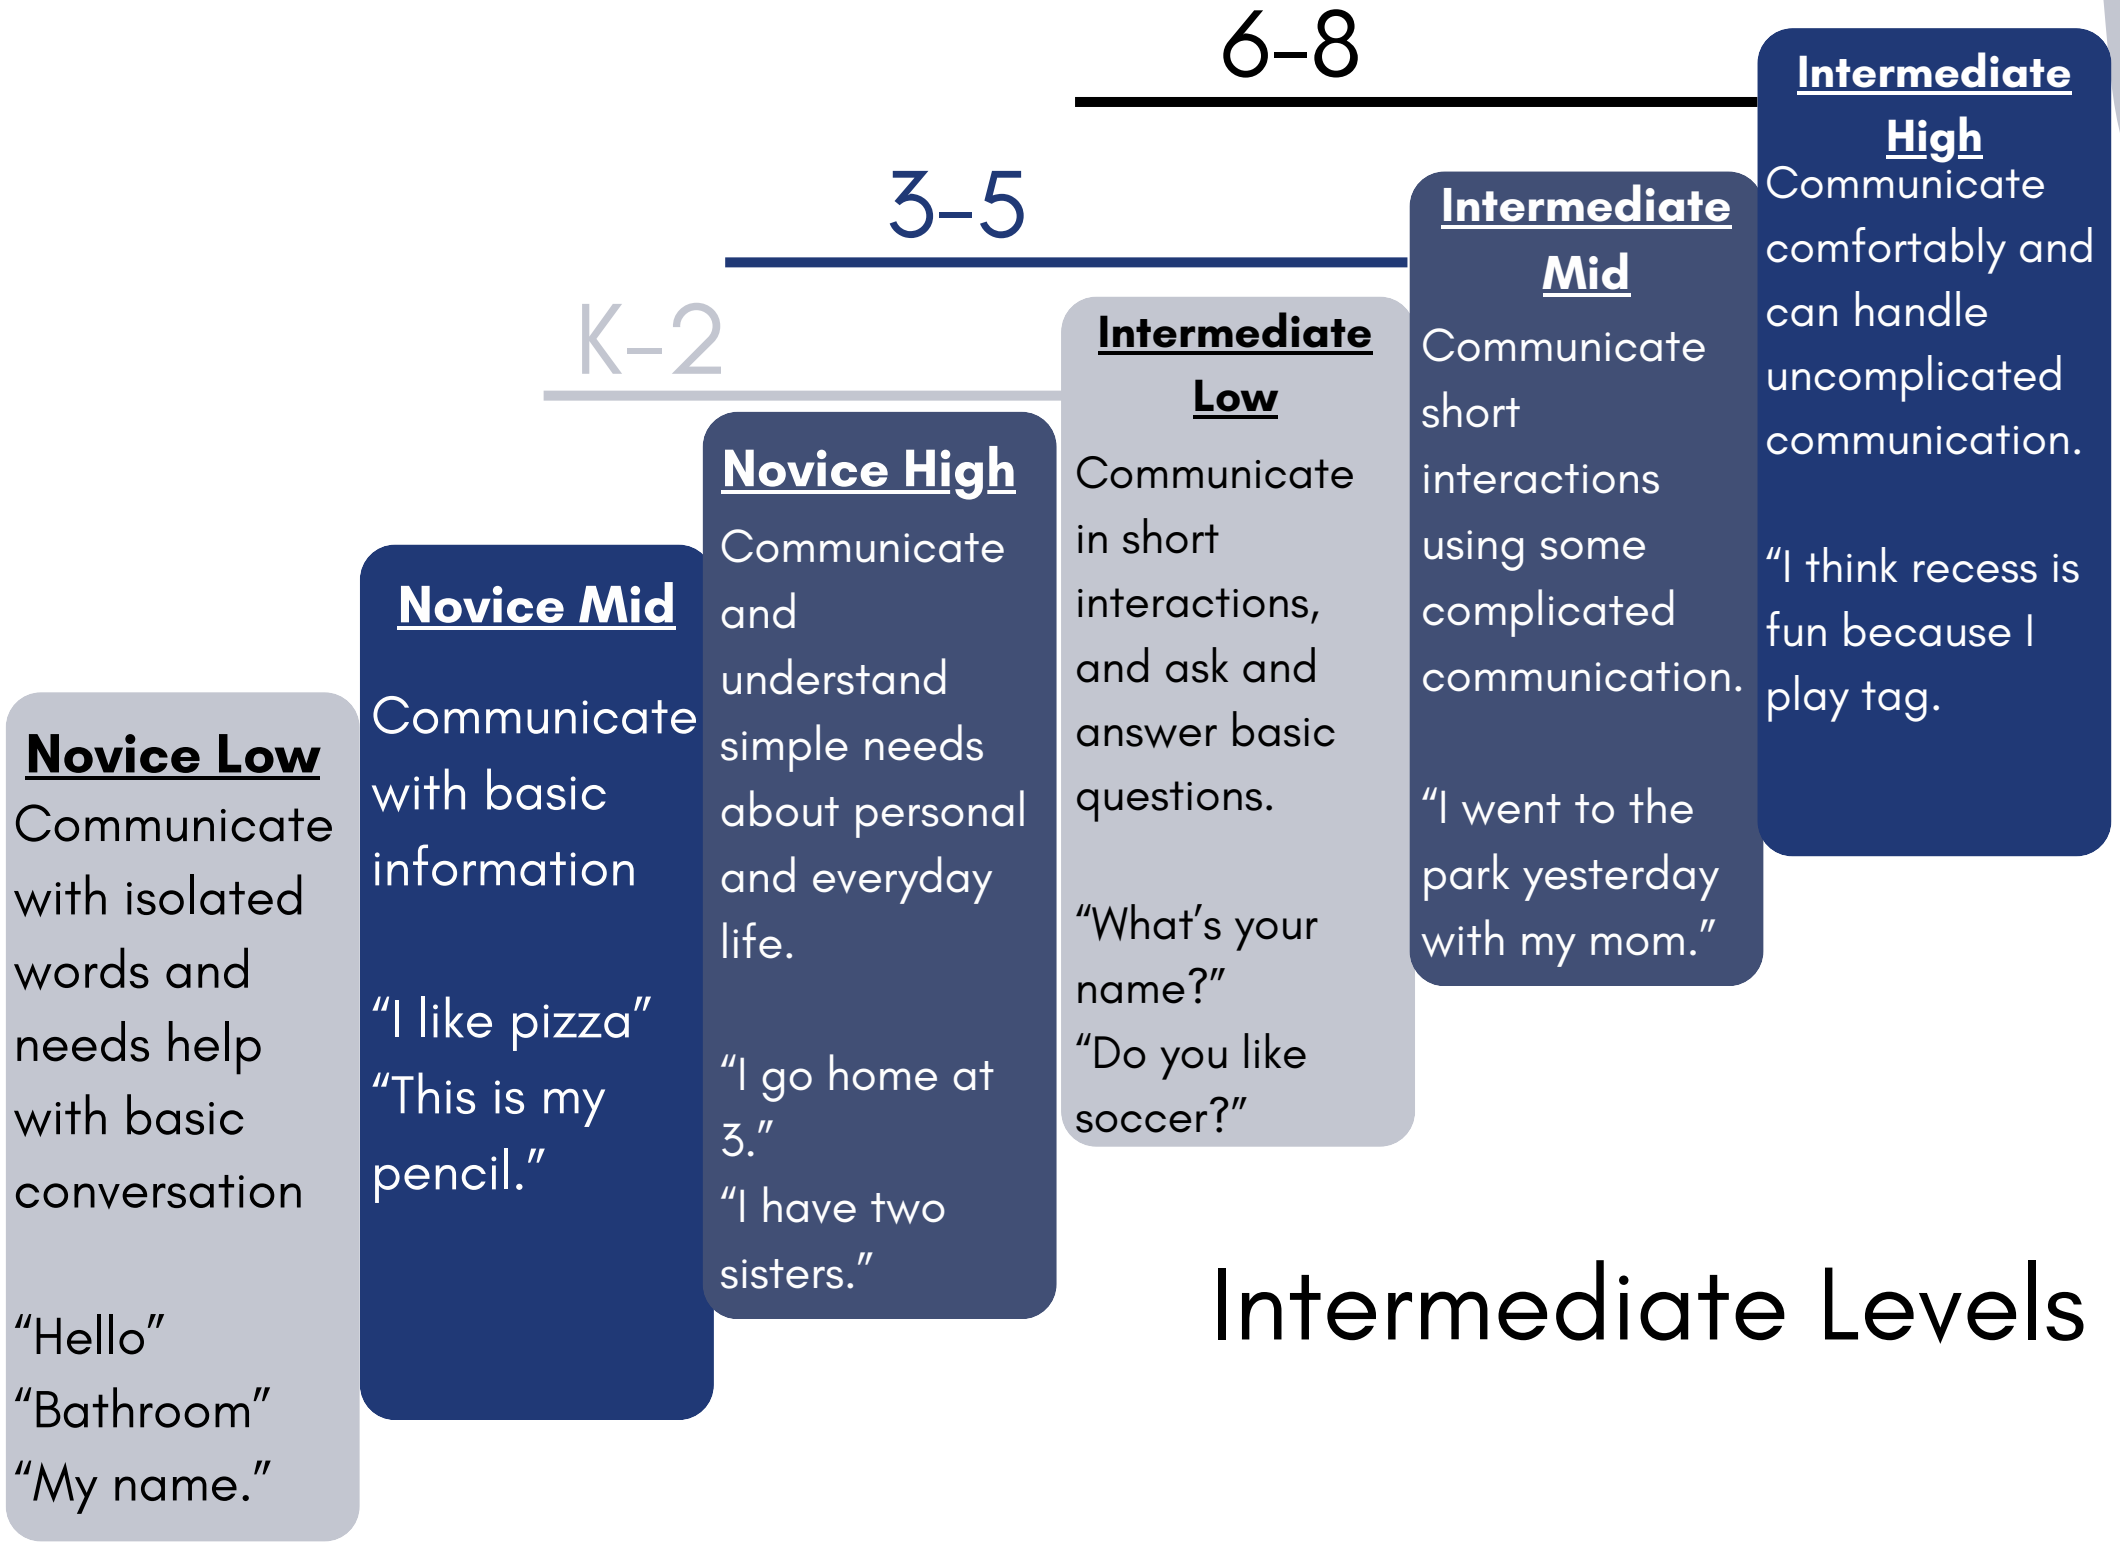 6–8
3–5
K–2
Novice Low
Communicate
with isolated
words and
needs help
with basic
conversation
“Hello”
“Bathroom”
“My name.”
Novice Mid
Communicate
with basic
information
“I like pizza”
“This is my
pencil.”
Novice High
Communicate
and
understand
simple needs
about personal
and everyday
life.
“I go home at
3.”
“I have two
sisters.”
Intermediate
Low
Communicate
in short
interactions,
and ask and
answer basic
questions.
“What’s your
name?”
“Do you like
soccer?”
Intermediate
Mid
Communicate
short
interactions
using some
complicated
communication.
“I went to the
park yesterday
with my mom.”
Intermediate
High
Communicate
comfortably and
can handle
uncomplicated
communication.
“I think recess is
fun because I
play tag.
Intermediate Levels